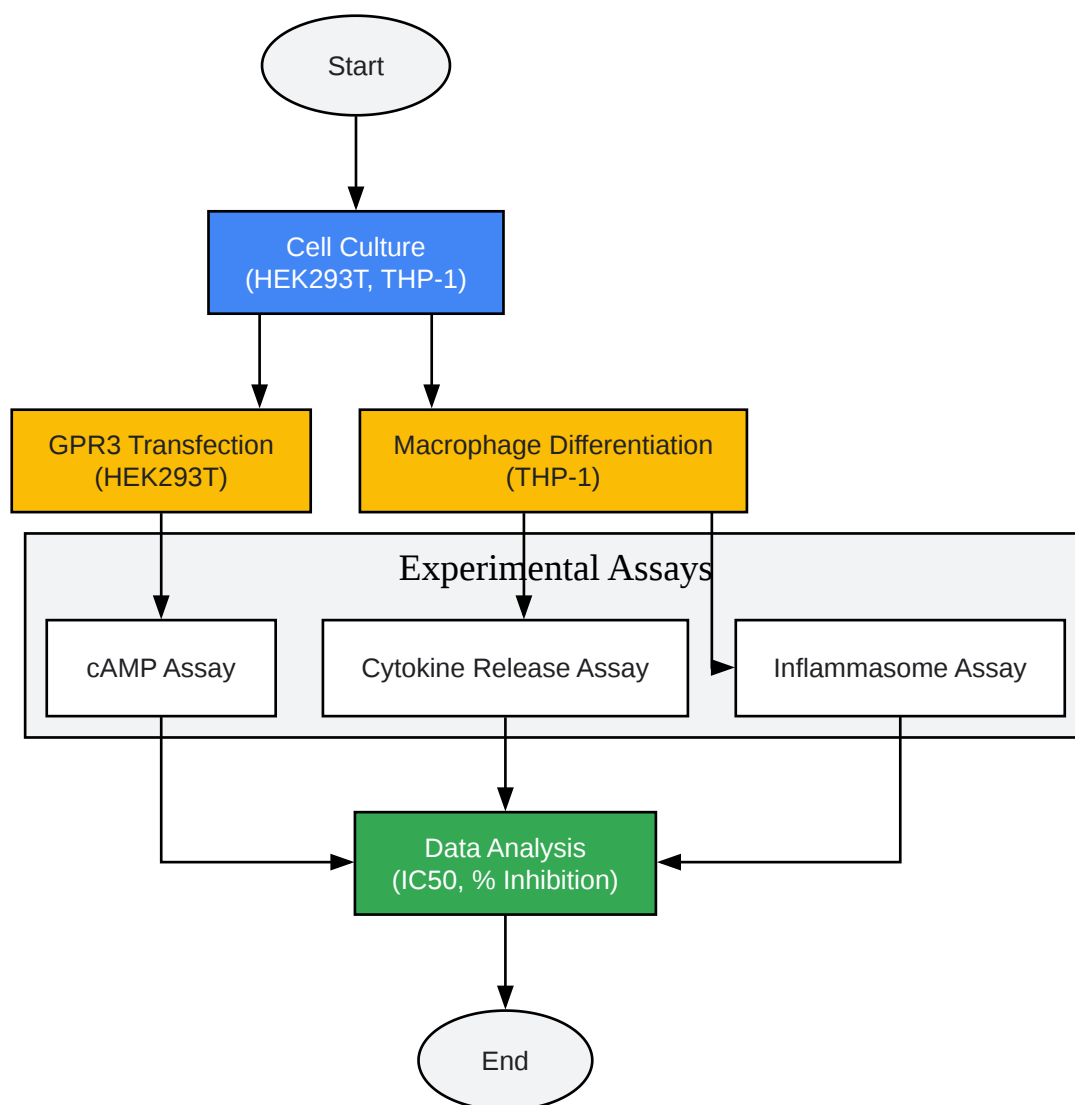 Start
Cell Culture
(HEK293T, THP-1)
GPR3 Transfection
(HEK293T)
Macrophage Differentiation
(THP-1)
Experimental Assays
cAMP Assay
Cytokine Release Assay
Inflammasome Assay
Data Analysis
(IC50, % Inhibition)
End